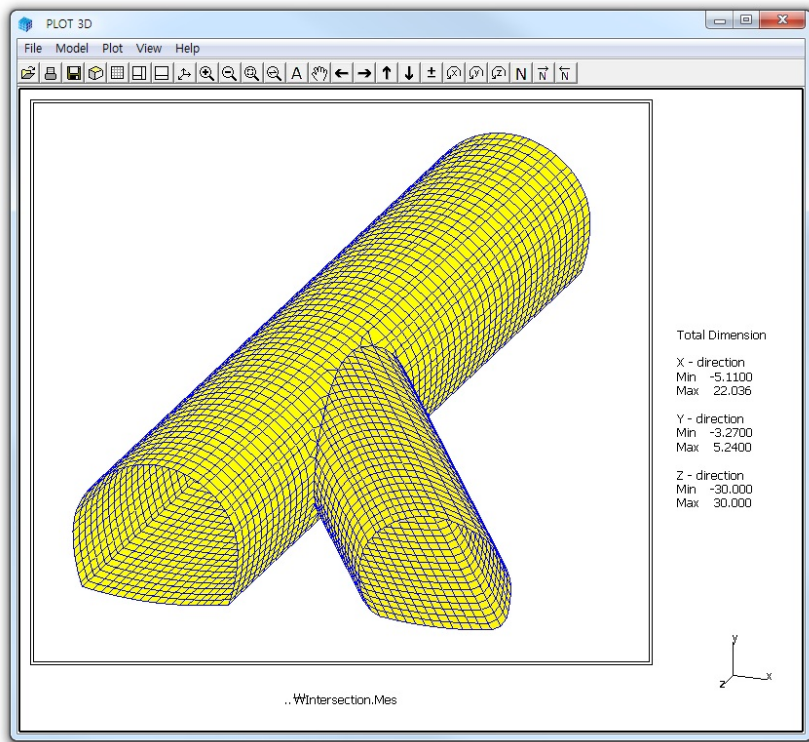 PLOT 3D
File Model Plot View Help
A ± x y z N N N
Total Dimension
X - direction
Min -5.1100
Max 22.036
Y - direction
Min -3.2700
Max 5.2400
Z - direction
Min -30.000
Max 30.000
y
x
z
..₩Intersection.Mes